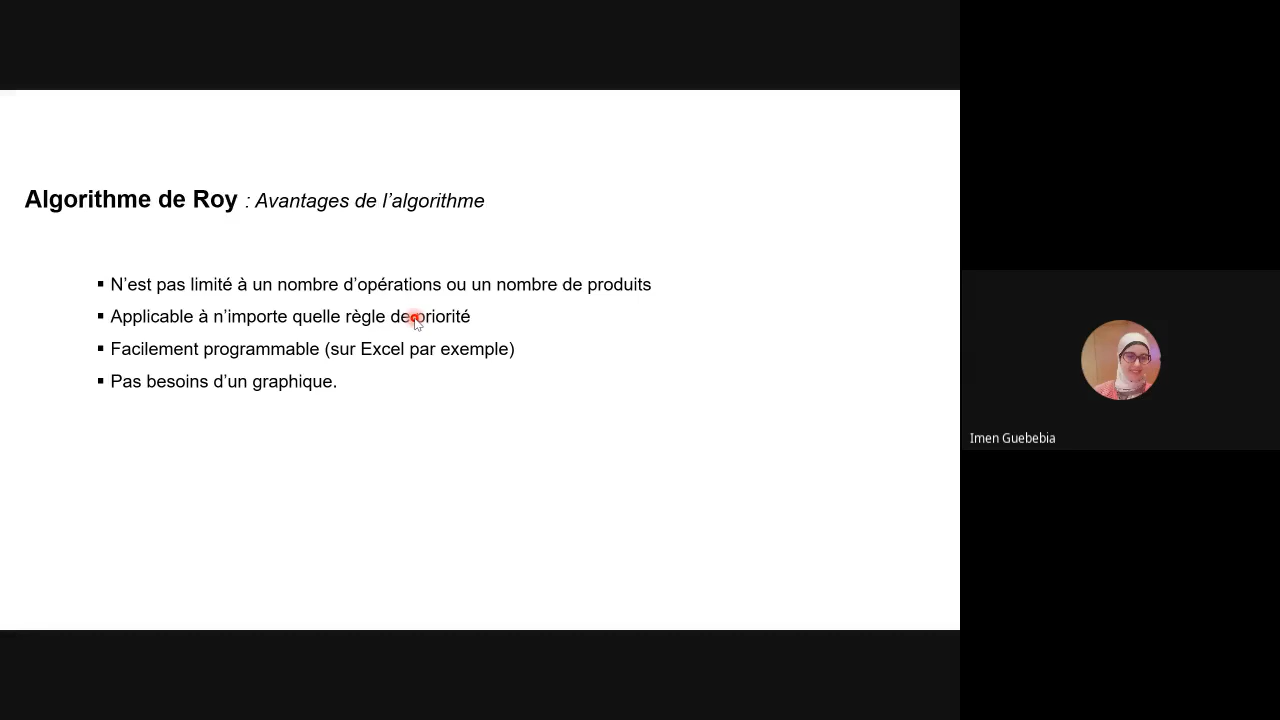 Algorithme de Roy : Avantages de l’algorithme
▪ N’est pas limité à un nombre d’opérations ou un nombre de produits
▪ Applicable à n’importe quelle règle de priorité
▪ Facilement programmable (sur Excel par exemple)
▪ Pas besoins d’un graphique.
Imen Guebebia